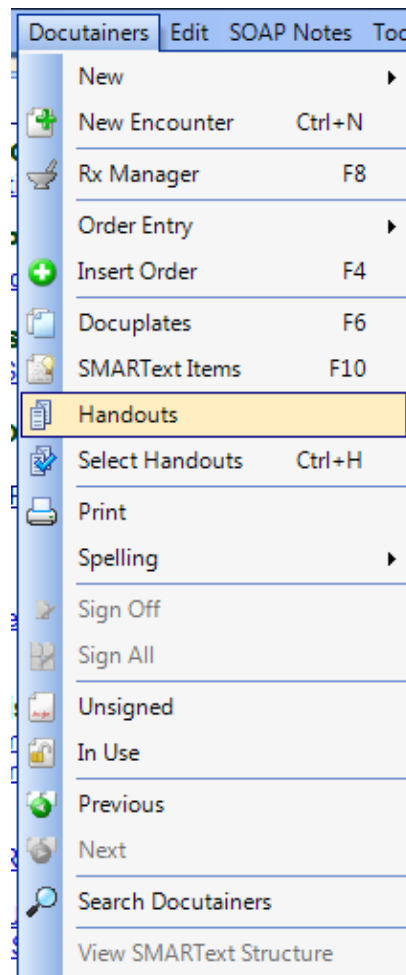 Docutainers Edit SOAP Notes
New
New Encounter Ctrl+N
Rx Manager F8
Order Entry
Insert Order F4
Docuplates F6
SMARText Items F10
Handouts
Select Handouts Ctrl+H
Print
Spelling
Sign Off
Sign All
Unsigned
In Use
Previous
Next
Search Docutainers
View SMARText Structure